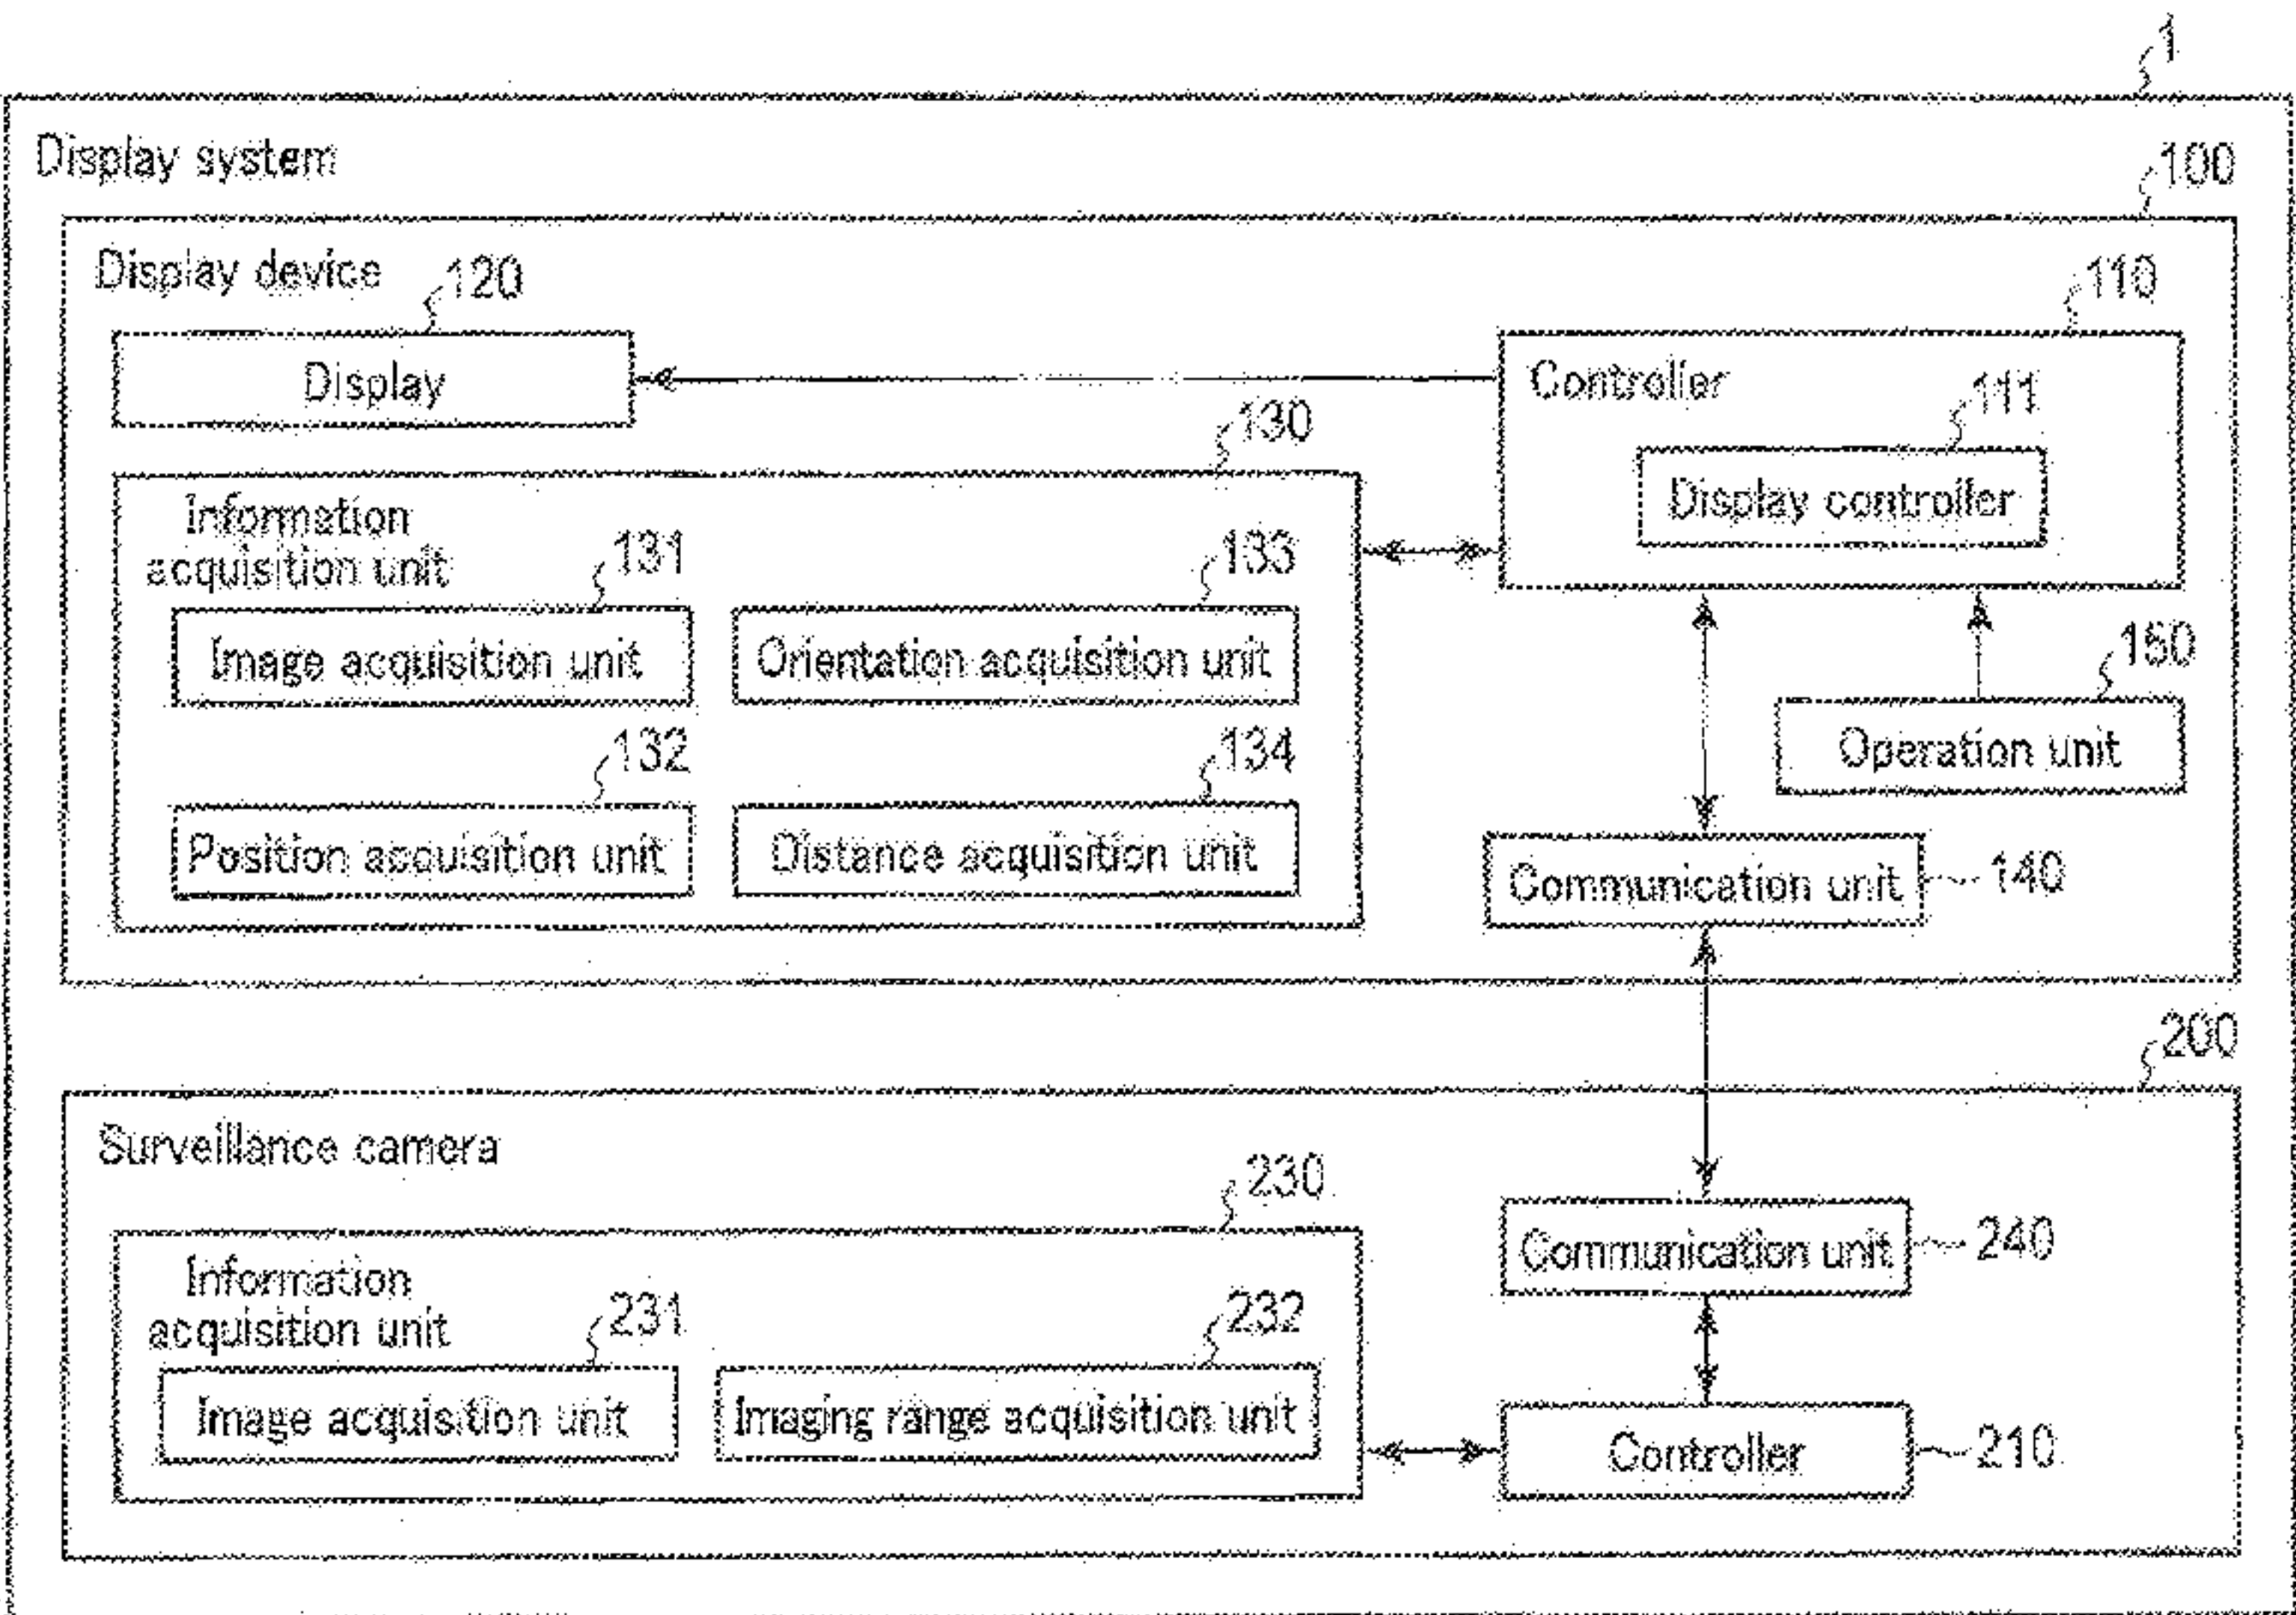 1
Display system
100
Display device
120
110
Display
Controller
111
130
Display controller
Information
acquisition unit
131
133
Image acquisition unit
Orientation acquisition unit
150
Operation unit
132
134
Position acquisition unit
Distance acquisition unit
Communication unit
140
200
Surveillance camera
230
Communication unit
240
Information
acquisition unit
231
232
Image acquisition unit
Imaging range acquisition unit
Controller
210